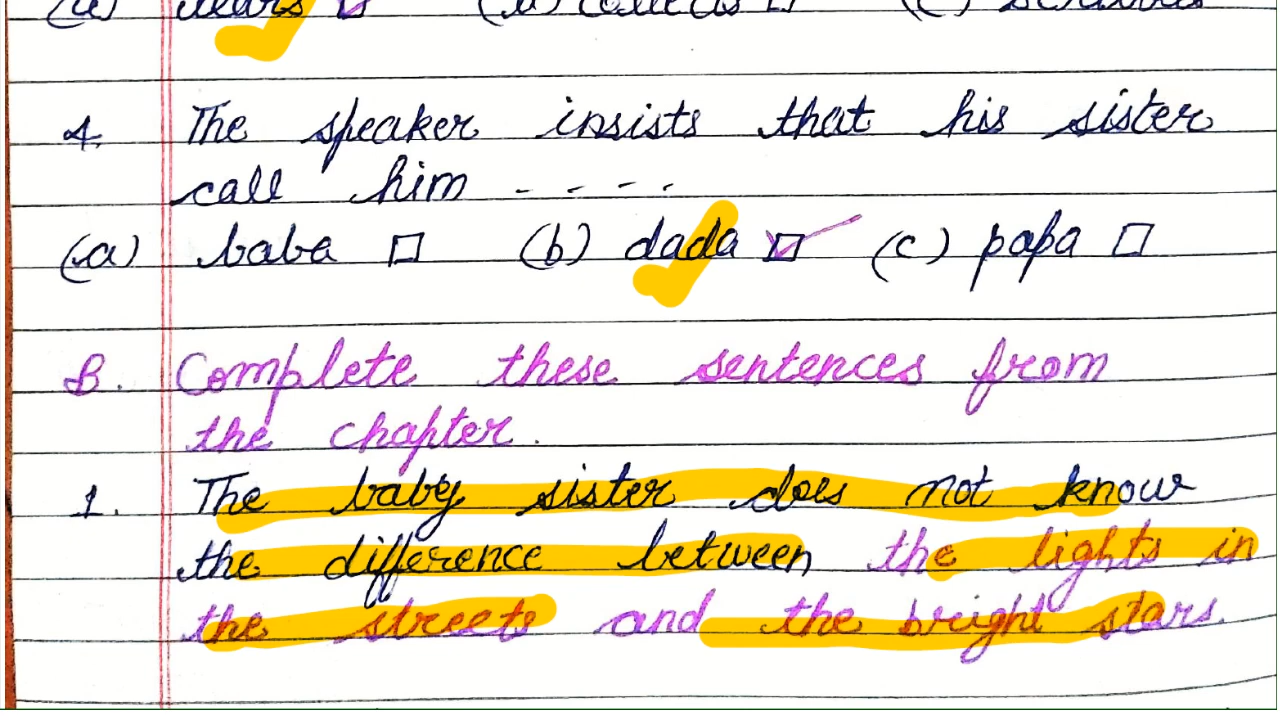 4. The speaker insists that his sister
call him - - - -
(a) baba (b) dada (c) papa
B. Complete these sentences from
the chapter.
1. The baby sister does not know
the difference between the lights in
the streets and the bright stars.